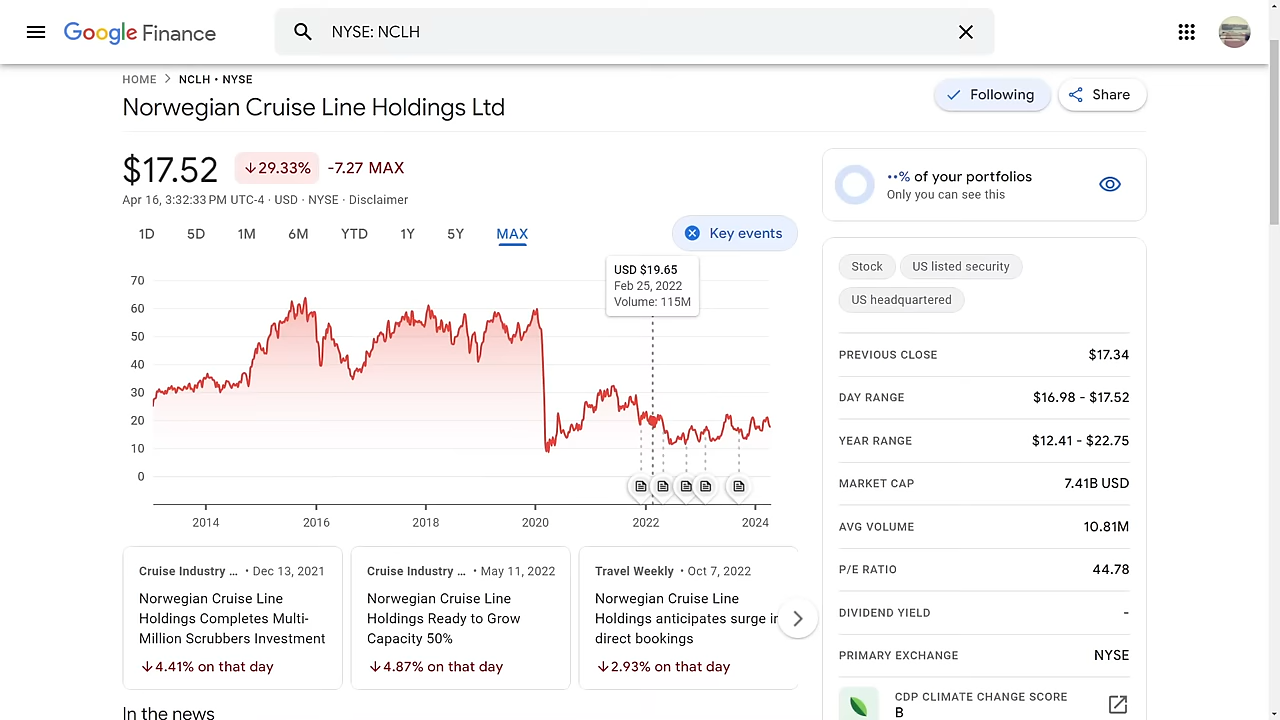 Google Finance
NYSE: NCLH
HOME > NCLH • NYSE
Norwegian Cruise Line Holdings Ltd
Following
Share
$17.52
↓29.33%
-7.27 MAX
Apr 16, 3:32:33 PM UTC-4 · USD · NYSE · Disclaimer
1D 5D 1M 6M YTD 1Y 5Y MAX
Key events
USD $19.65
Feb 25, 2022
Volume: 115M
70
60
50
40
30
20
10
0
2014 2016 2018 2020 2022 2024
Cruise Industry ... • Dec 13, 2021
Norwegian Cruise Line
Holdings Completes Multi-
Million Scrubbers Investment
↓4.41% on that day
Cruise Industry ... • May 11, 2022
Norwegian Cruise Line
Holdings Ready to Grow
Capacity 50%
↓4.87% on that day
Travel Weekly • Oct 7, 2022
Norwegian Cruise Line
Holdings anticipates surge in
direct bookings
↓2.93% on that day
In the news
••% of your portfolios
Only you can see this
Stock
US listed security
US headquartered
PREVIOUS CLOSE $17.34
DAY RANGE $16.98 - $17.52
YEAR RANGE $12.41 - $22.75
MARKET CAP 7.41B USD
AVG VOLUME 10.81M
P/E RATIO 44.78
DIVIDEND YIELD -
PRIMARY EXCHANGE NYSE
CDP CLIMATE CHANGE SCORE
B